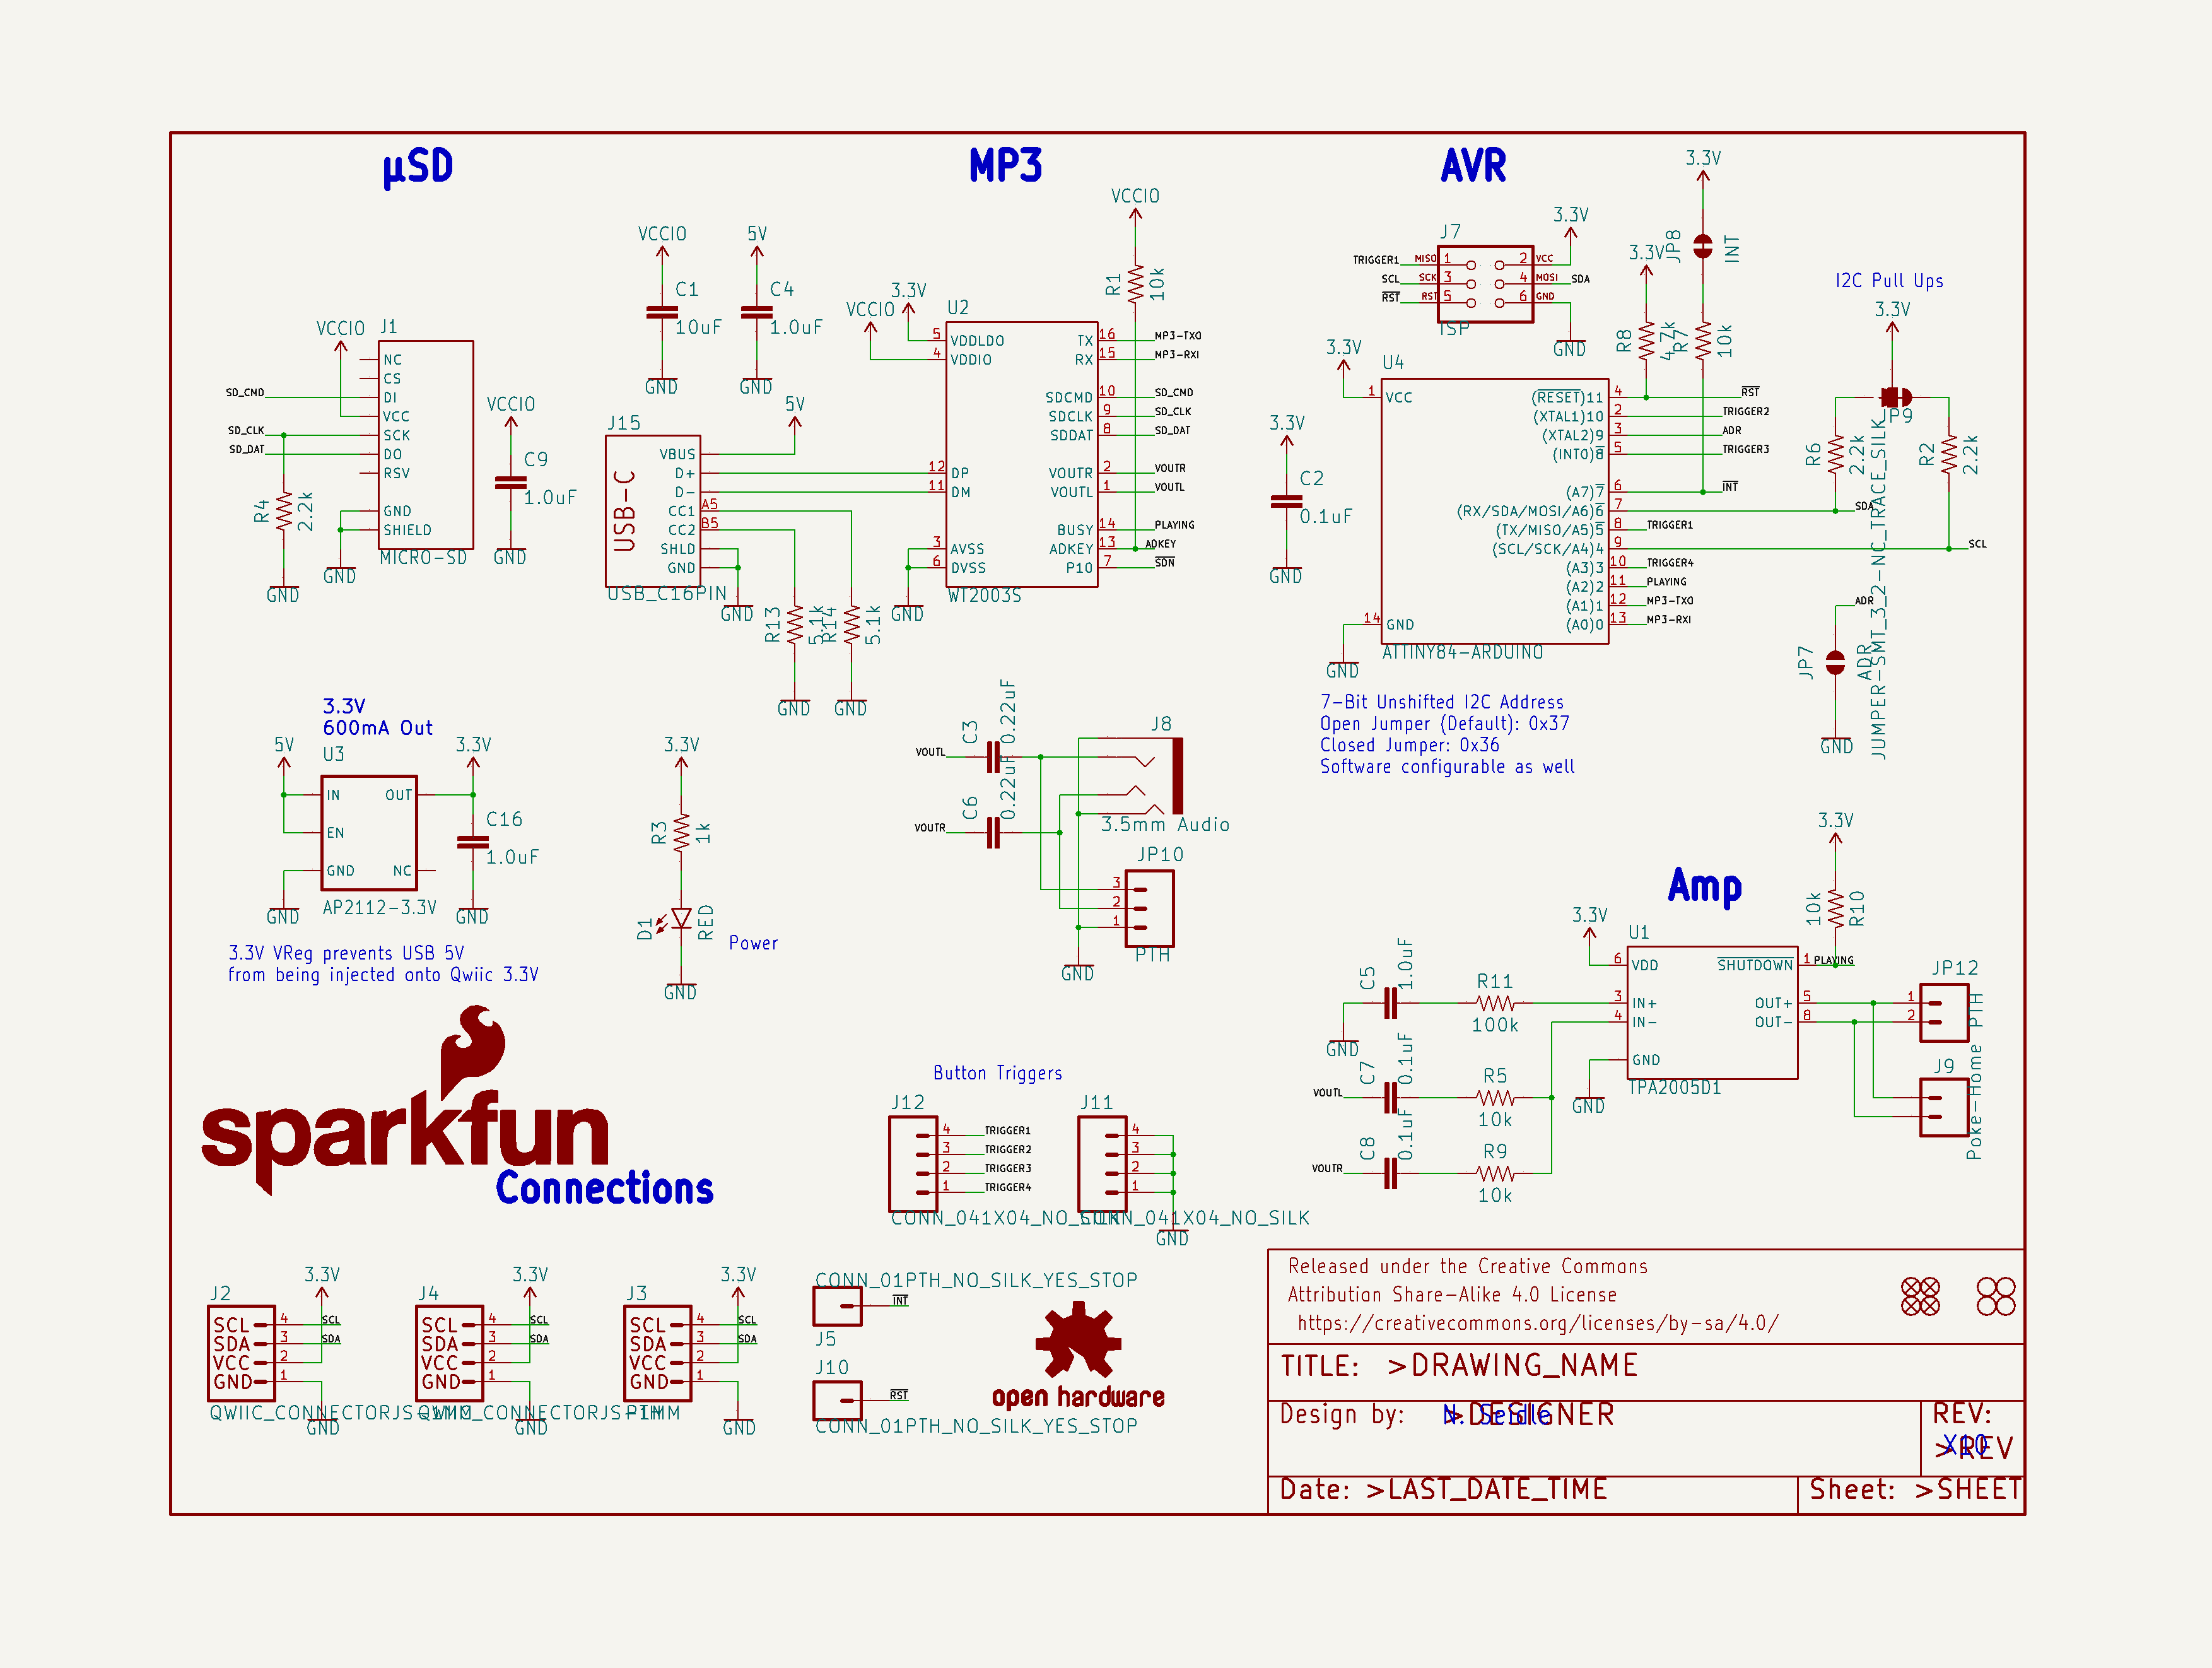 µSD
MP3
AVR
VCCIO
J1
NC
CS
DI
VCC
SCK
DO
RSV
GND
SHIELD
MICRO-SD
SD_CMD
SD_CLK
SD_DAT
R4
2.2k
GND
GND
VCCIO
C9
1.0uF
GND
VCCIO
C1
10uF
GND
5V
C4
1.0uF
GND
J15
USB-C
VBUS
D+
D-
CC1
CC2
SHLD
GND
A5
B5
USB_C16PIN
5V
GND
R13
5.1k
R14
5.1k
GND
GND
VCCIO
3.3V
U2
5 VDDLDO
4 VDDIO
12 DP
11 DM
3 AVSS
6 DVSS
TX 16 MP3-TXO
RX 15 MP3-RXI
SDCMD 10 SD_CMD
SDCLK 9 SD_CLK
SDDAT 8 SD_DAT
VOUTR 2 VOUTR
VOUTL 1 VOUTL
BUSY 14 PLAYING
ADKEY 13 ADKEY
P10 7 SDN
WT2003S
GND
VCCIO
R1
10k
J7
TRIGGER1 MISO 1 2 VCC
SCL SCK 3 4 MOSI SDA
RST RST 5 6 GND
ISP
3.3V
GND
3.3V
JP8
INT
3.3V
R8
4.7k
R7
10k
3.3V
U4
1 VCC
14 GND
(RESET)11 4 RST
(XTAL1)10 2 TRIGGER2
(XTAL2)9 3 ADR
(INT0)8 5 TRIGGER3
(A7)7 6 INT
(RX/SDA/MOSI/A6)6 7 SDA
(TX/MISO/A5)5 8 TRIGGER1
(SCL/SCK/A4)4 9 SCL
(A3)3 10 TRIGGER4
(A2)2 11 PLAYING
(A1)1 12 MP3-TXO
(A0)0 13 MP3-RXI
ATTINY84-ARDUINO
GND
3.3V
C2
0.1uF
GND
I2C Pull Ups
3.3V
JP9
JUMPER-SMT_3_2-NC_TRACE_SILK
R6
2.2k
R2
2.2k
ADR
JP7
ADR
GND
7-Bit Unshifted I2C Address
Open Jumper (Default): 0x37
Closed Jumper: 0x36
Software configurable as well
3.3V
600mA Out
5V
U3
IN
OUT
EN
GND
NC
AP2112-3.3V
3.3V
C16
1.0uF
GND
GND
3.3V VReg prevents USB 5V
from being injected onto Qwiic 3.3V
3.3V
R3
1k
D1
RED
Power
GND
VOUTL
C3
0.22uF
VOUTR
C6
0.22uF
J8
3.5mm Audio
JP10
3
2
1
PTH
GND
Amp
3.3V
R10
10k
3.3V
U1
6 VDD
3 IN+
4 IN-
GND
SHUTDOWN 1 PLAYING
OUT+ 5
OUT- 8
TPA2005D1
GND
C5
1.0uF
R11
100k
GND
VOUTL
C7
0.1uF
R5
10k
VOUTR
C8
0.1uF
R9
10k
JP12
1
2
PTH
J9
Poke-Home
sparkfun
Connections
Button Triggers
J12
4 TRIGGER1
3 TRIGGER2
2 TRIGGER3
1 TRIGGER4
CONN_041X04_NO_SILK
J11
4
3
2
1
CONN_041X04_NO_SILK
GND
J2
3.3V
SCL 4 SCL
SDA 3 SDA
VCC 2
GND 1
QWIIC_CONNECTORJS-1MM
GND
J4
3.3V
SCL 4 SCL
SDA 3 SDA
VCC 2
GND 1
QWIIC_CONNECTORJS-1MM
GND
J3
3.3V
SCL 4 SCL
SDA 3 SDA
VCC 2
GND 1
PTH
GND
CONN_01PTH_NO_SILK_YES_STOP
INT
J5
J10
RST
CONN_01PTH_NO_SILK_YES_STOP
open hardware
Released under the Creative Commons
Attribution Share-Alike 4.0 License
https://creativecommons.org/licenses/by-sa/4.0/
TITLE: >DRAWING_NAME
Design by: >DESIGNER
N. Seidle
REV:
>REV
X10
Date: >LAST_DATE_TIME
Sheet: >SHEET